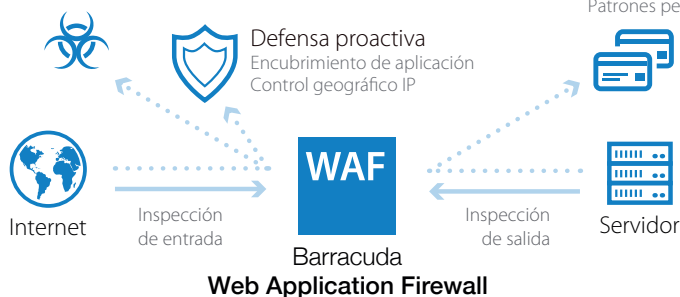 Patrones pe
Defensa proactiva
Encubrimiento de aplicación
Control geográfico IP
WAF
Internet
Inspección
de entrada
Inspección
de salida
Servidor
Barracuda
Web Application Firewall